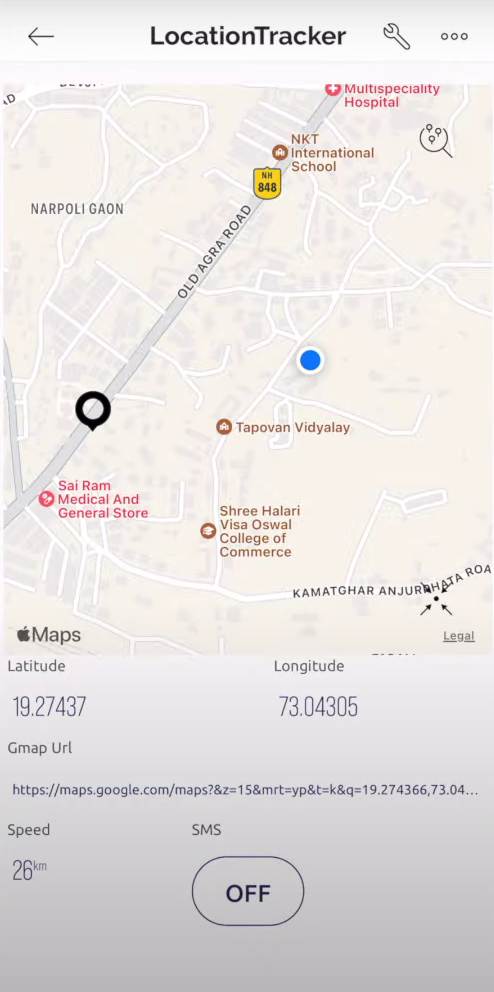 LocationTracker
Multispeciality
Hospital
NKT
International
School
NH
848
NARPOLI GAON
OLD AGRA ROAD
Tapovan Vidyalay
Sai Ram
Medical And
General Store
Shree Halari
Visa Oswal
College of
Commerce
KAMATGHAR ANJURPHATA ROA
Maps
Legal
Latitude
Longitude
19.27437
73.04305
Gmap Url
https://maps.google.com/maps?&z=15&mrt=yp&t=k&q=19.274366,73.04...
Speed
SMS
26km
OFF